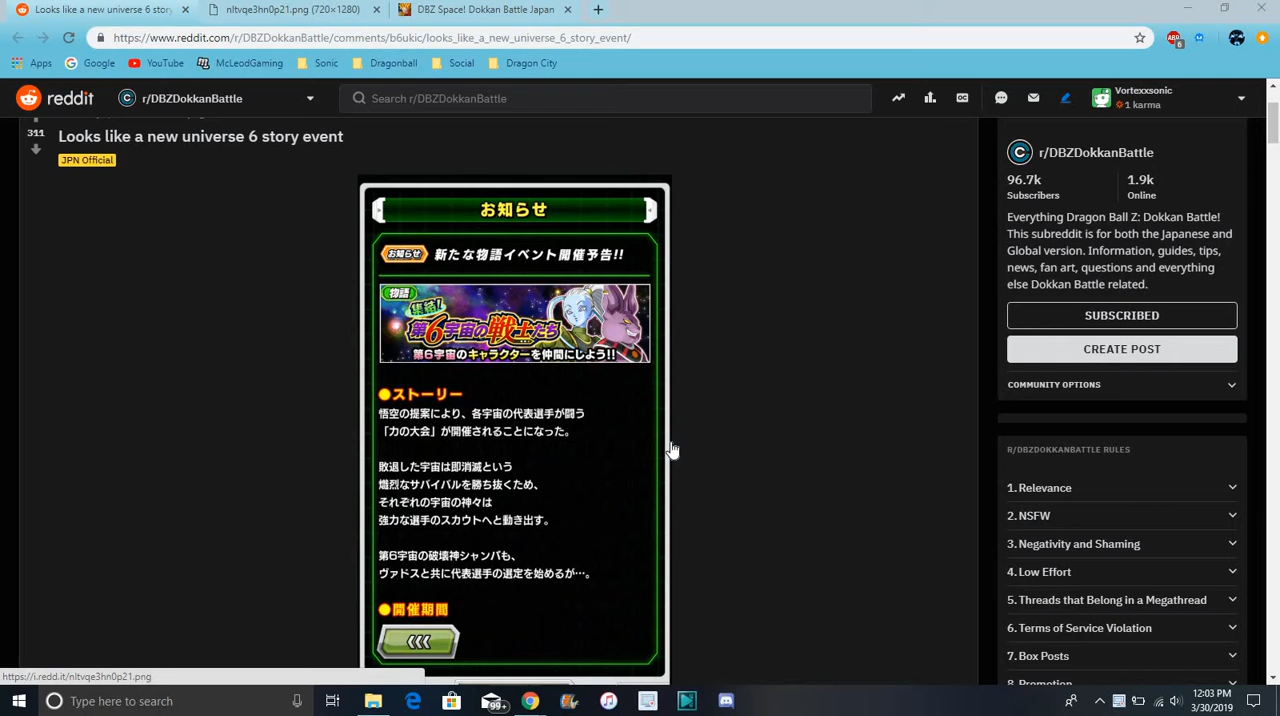 Looks like a new universe 6 story
nltvqe3hn0p21.png (720×1280)
DBZ Space! Dokkan Battle Japan
https://www.reddit.com/r/DBZDokkanBattle/comments/b6ukic/looks_like_a_new_universe_6_story_event/
ABP
6
Apps
Google
YouTube
McLeodGaming
Sonic
Dragonball
Social
Dragon City
reddit
r/DBZDokkanBattle
Search r/DBZDokkanBattle
Vortexxsonic
1 karma
311
Looks like a new universe 6 story event
JPN Official
お知らせ
お知らせ 新たな物語イベント開催予告!!
物語
集結!
第6宇宙の戦士たち
第6宇宙のキャラクターを仲間にしよう!!
●ストーリー
悟空の提案により、各宇宙の代表選手が闘う
「力の大会」が開催されることになった。
敗退した宇宙は即消滅という
熾烈なサバイバルを勝ち抜くため、
それぞれの宇宙の神々は
強力な選手のスカウトへと動き出す。
第6宇宙の破壊神シャンパも、
ヴァドスと共に代表選手の選定を始めるが…。
●開催期間
r/DBZDokkanBattle
96.7k
1.9k
Subscribers
Online
Everything Dragon Ball Z: Dokkan Battle!
This subreddit is for both the Japanese and
Global version. Information, guides, tips,
news, fan art, questions and everything
else Dokkan Battle related.
SUBSCRIBED
CREATE POST
COMMUNITY OPTIONS
R/DBZDOKKANBATTLE RULES
1. Relevance
2. NSFW
3. Negativity and Shaming
4. Low Effort
5. Threads that Belong in a Megathread
6. Terms of Service Violation
7. Box Posts
8. Promotion
https://i.redd.it/nltvqe3hn0p21.png
Type here to search
99+
12:03 PM
3/30/2019